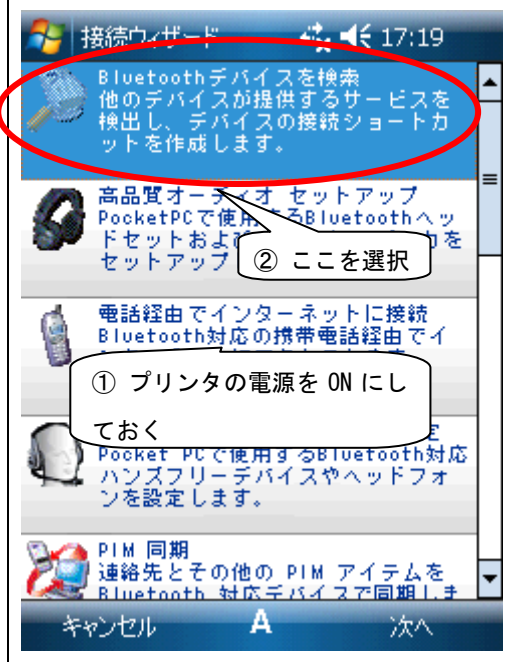 接続ウィザード 17:19
Bluetoothデバイスを検索
他のデバイスが提供するサービスを
検出し、デバイスの接続ショートカ
ットを作成します。
高品質オーディオ セットアップ
PocketPCで使用するBluetoothヘッ
ドセットおよび 力を
セットアップ
② ここを選択
電話経由でインターネットに接続
Bluetooth対応の携帯電話経由でイ
① プリンタの電源を ON にし
ておく
Pocket PCで使用するBluetooth対応
ハンズフリーデバイスやヘッドフォ
ンを設定します。
PIM 同期
連絡先とその他の PIM アイテムを
Bluetooth 対応デバイスで同期しま
キャンセル A 次へ